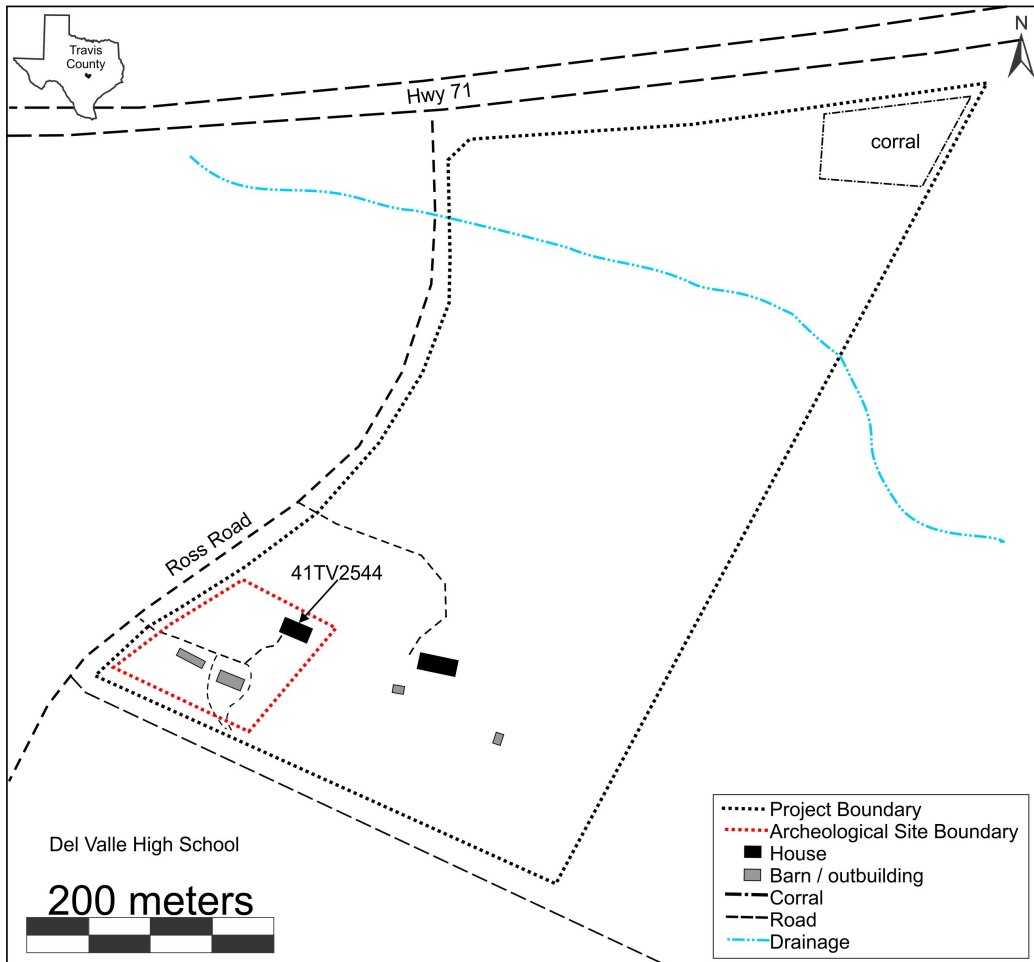 Travis
County
N
Hwy 71
corral
Ross Road
41TV2544
Del Valle High School
200 meters
Project Boundary
Archeological Site Boundary
House
Barn / outbuilding
Corral
Road
Drainage